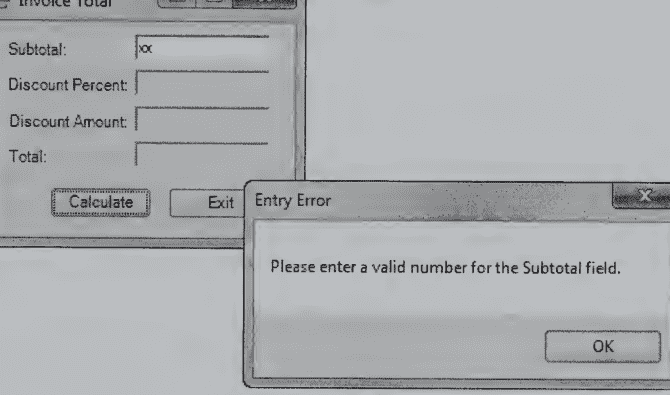 Invoice Total
Subtotal:
xx
Discount Percent:
Discount Amount:
Total:
Calculate
Exit
Entry Error
Please enter a valid number for the Subtotal field.
OK